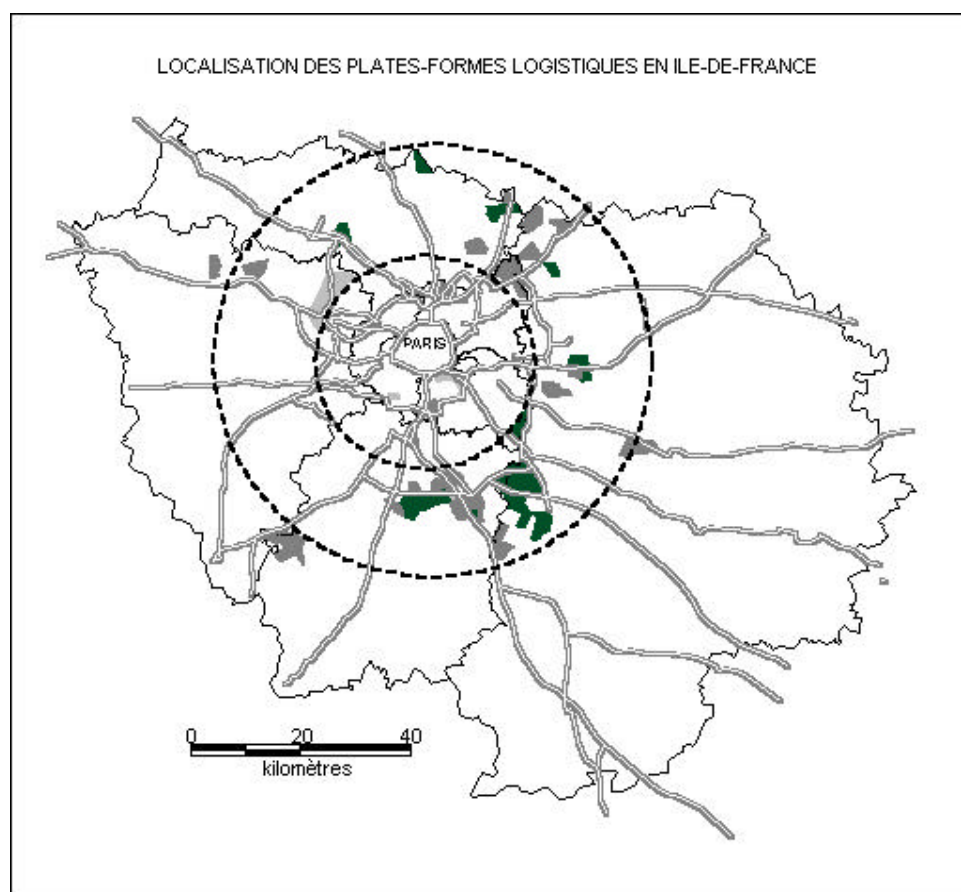 LOCALISATION DES PLATES-FORMES LOGISTIQUES EN ILE-DE-FRANCE
PARIS
0 20 40
kilomètres